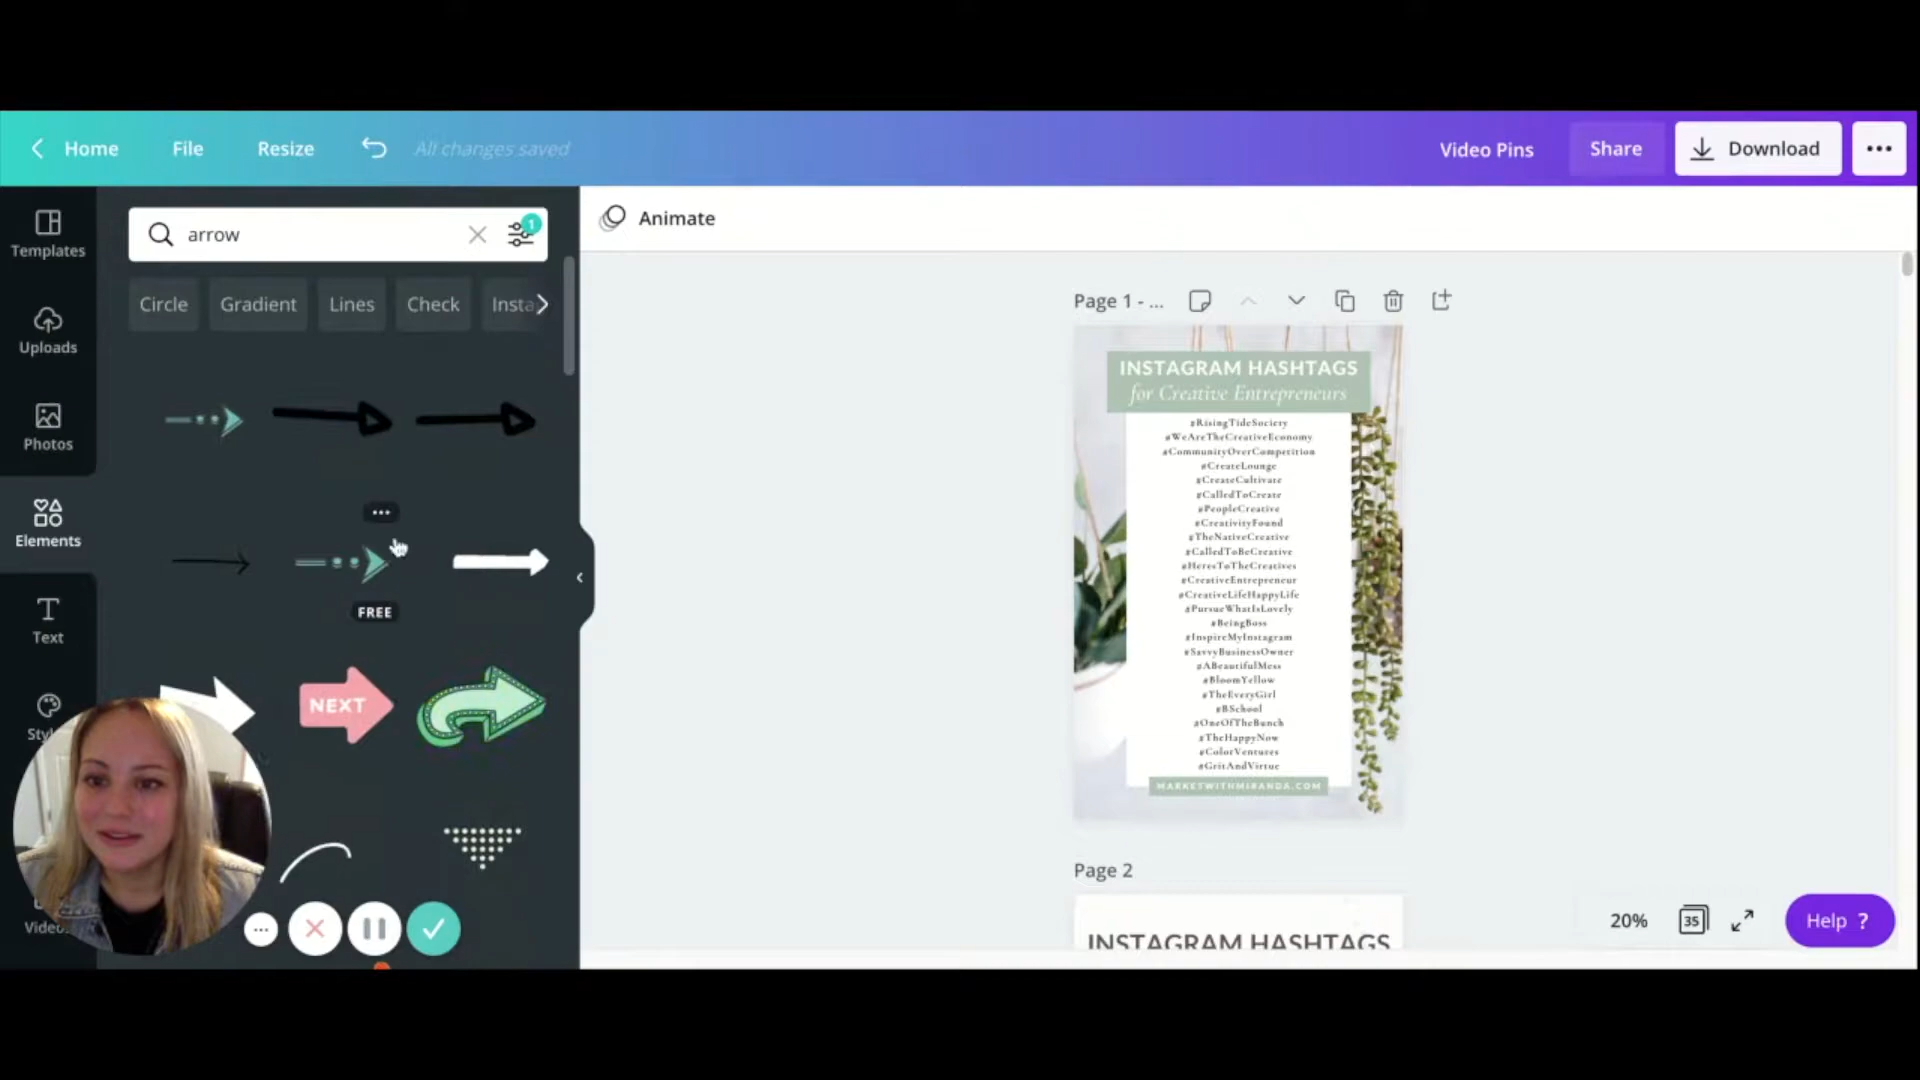 Home File Resize All changes saved Video Pins Share Download
Templates
Uploads
Photos
Elements
Text
arrow
1
Circle Gradient Lines Check
FREE
NEXT
Animate
Page 1 - ...
INSTAGRAM HASHTAGS
for Creative Entrepreneurs
#RisingTideSociety
#WeAreTheCreativeEconomy
#CommunityOverCompetition
#CreateLounge
#CreateCultivate
#CalledToCreate
#PeopleCreative
#CreativityFound
#TheNativeCreative
#CalledToBeCreative
#HeresToTheCreatives
#CreativeEntrepreneur
#CreativeLifeHappyLife
#PursueWhatIsLovely
#BeingBoss
#InspireMyInstagram
#SavvyBusinessOwner
#ABeautifulMess
#BloomYellow
#TheEveryGirl
#BSchool
#OneOfTheBunch
#TheHappyNow
#ColorVentures
#GritAndVirtue
MARKETWITHMIRANDA.COM
Page 2
INSTAGRAM HASHTAGS
20% 35 Help ?